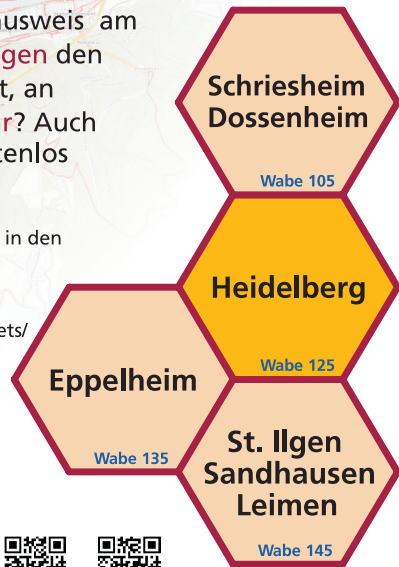 ausweis am
gen den
t, an
r? Auch
tenlos
in den
ets/
Schriesheim
Dossenheim
Wabe 105
Heidelberg
Wabe 125
Eppelheim
Wabe 135
St. Ilgen
Sandhausen
Leimen
Wabe 145